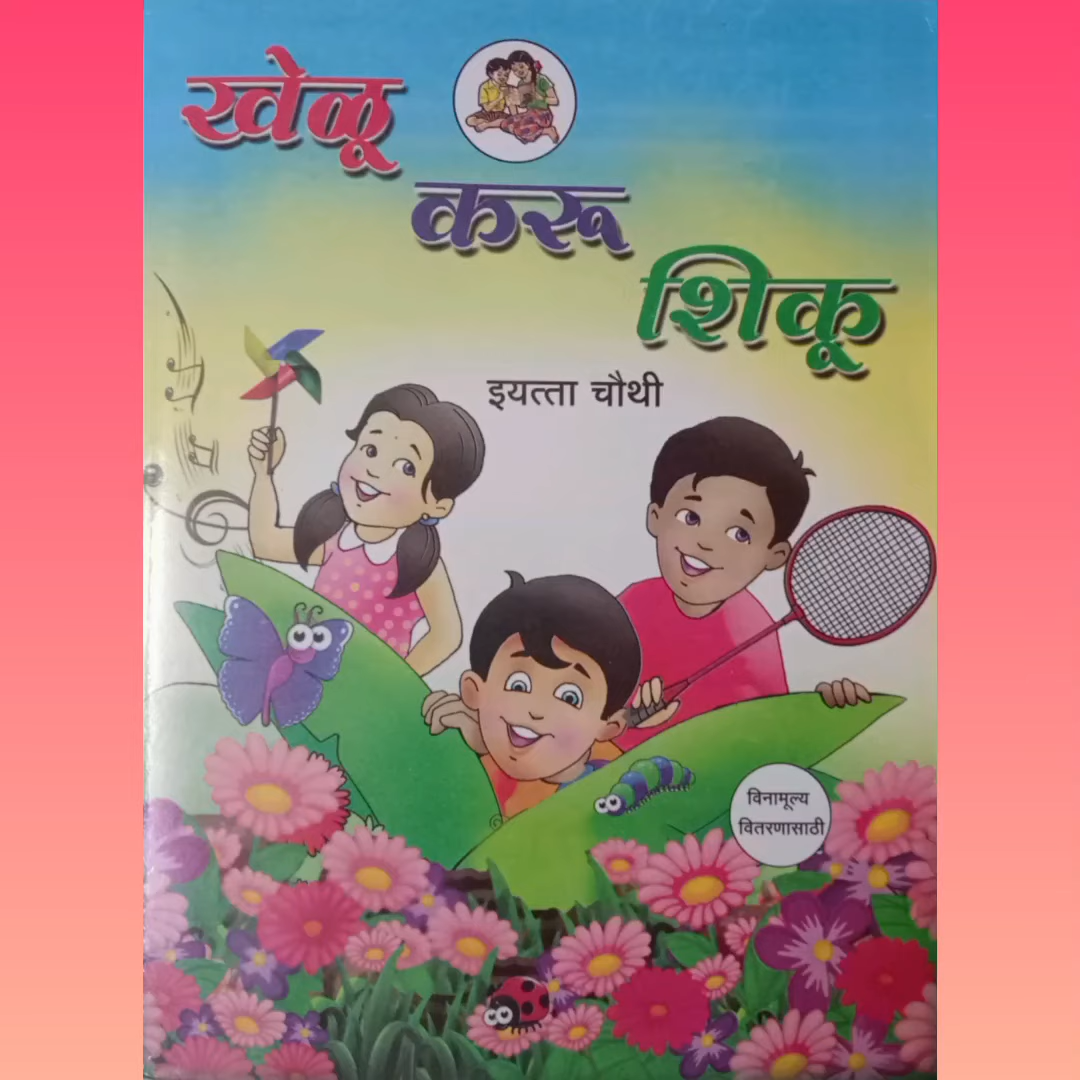 खेळू
करू
शिकू
इयत्ता चौथी
विनामूल्य
वितरणासाठी